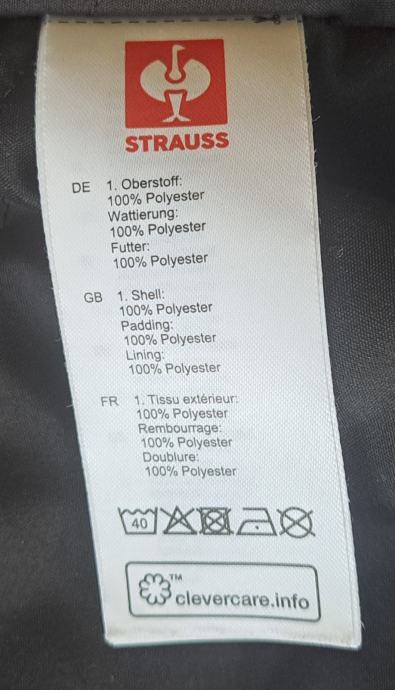 STRAUSS
DE 1. Oberstoff:
100% Polyester
Wattierung:
100% Polyester
Futter:
100% Polyester
GB 1. Shell:
100% Polyester
Padding:
100% Polyester
Lining:
100% Polyester
FR 1. Tissu extérieur:
100% Polyester
Rembourrage:
100% Polyester
Doublure:
100% Polyester
40
™ clevercare.info